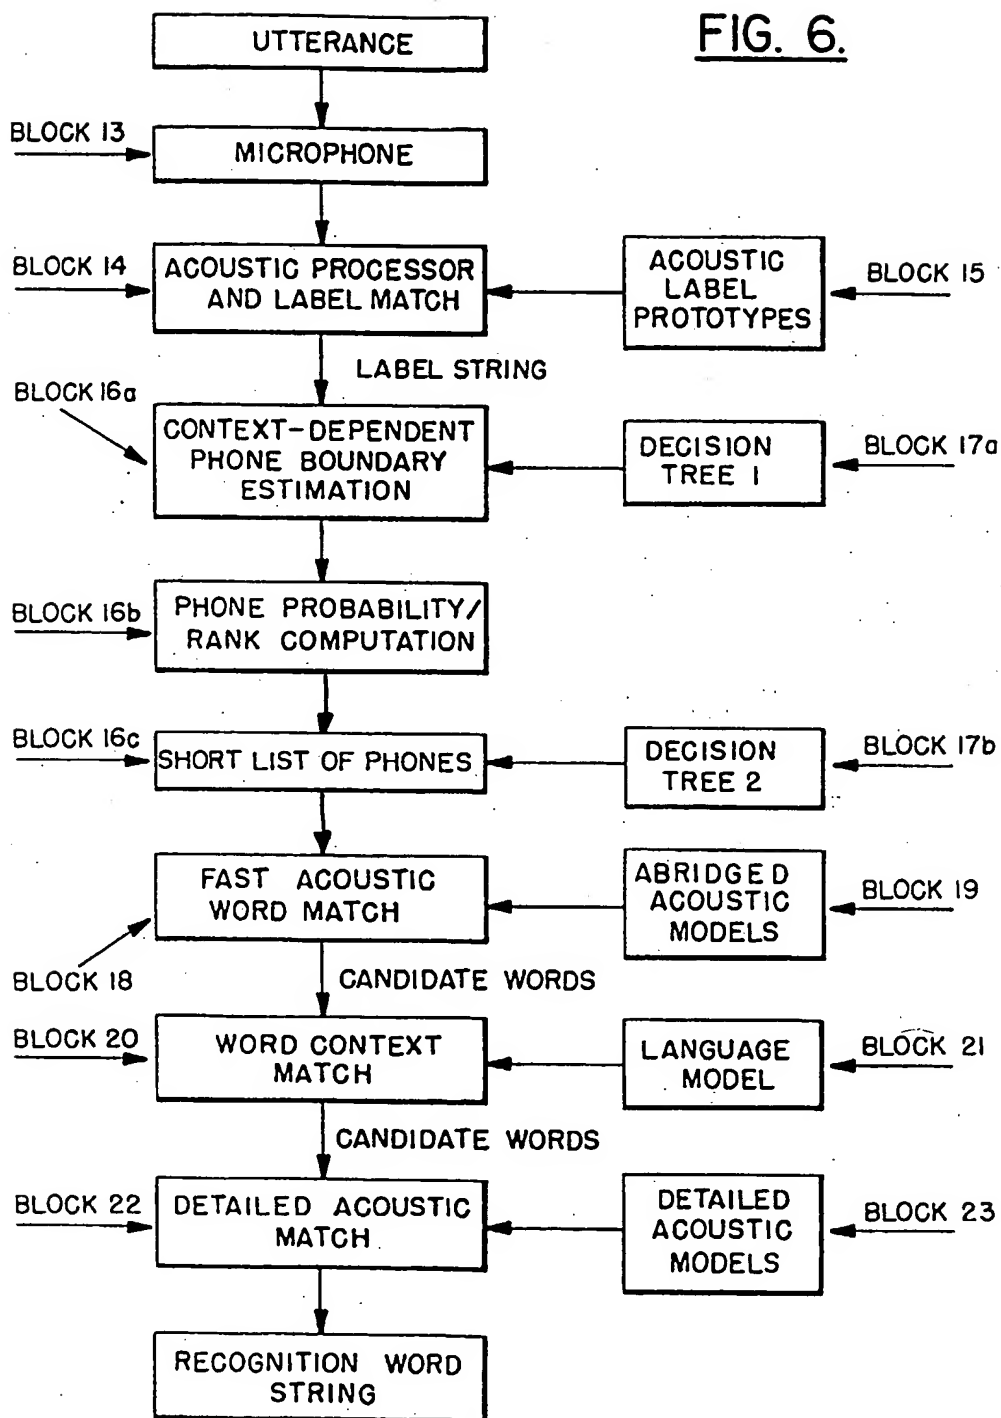 FIG. 6.
UTTERANCE
BLOCK 13
MICROPHONE
BLOCK 14
ACOUSTIC PROCESSOR
AND LABEL MATCH
ACOUSTIC
LABEL
PROTOTYPES
BLOCK 15
LABEL STRING
BLOCK 16a
CONTEXT-DEPENDENT
PHONE BOUNDARY
ESTIMATION
DECISION
TREE 1
BLOCK 17a
BLOCK 16b
PHONE PROBABILITY/
RANK COMPUTATION
BLOCK 16c
SHORT LIST OF PHONES
DECISION
TREE 2
BLOCK 17b
FAST ACOUSTIC
WORD MATCH
ABRIDGED
ACOUSTIC
MODELS
BLOCK 19
BLOCK 18
CANDIDATE WORDS
BLOCK 20
WORD CONTEXT
MATCH
LANGUAGE
MODEL
BLOCK 21
CANDIDATE WORDS
BLOCK 22
DETAILED ACOUSTIC
MATCH
DETAILED
ACOUSTIC
MODELS
BLOCK 23
RECOGNITION WORD
STRING